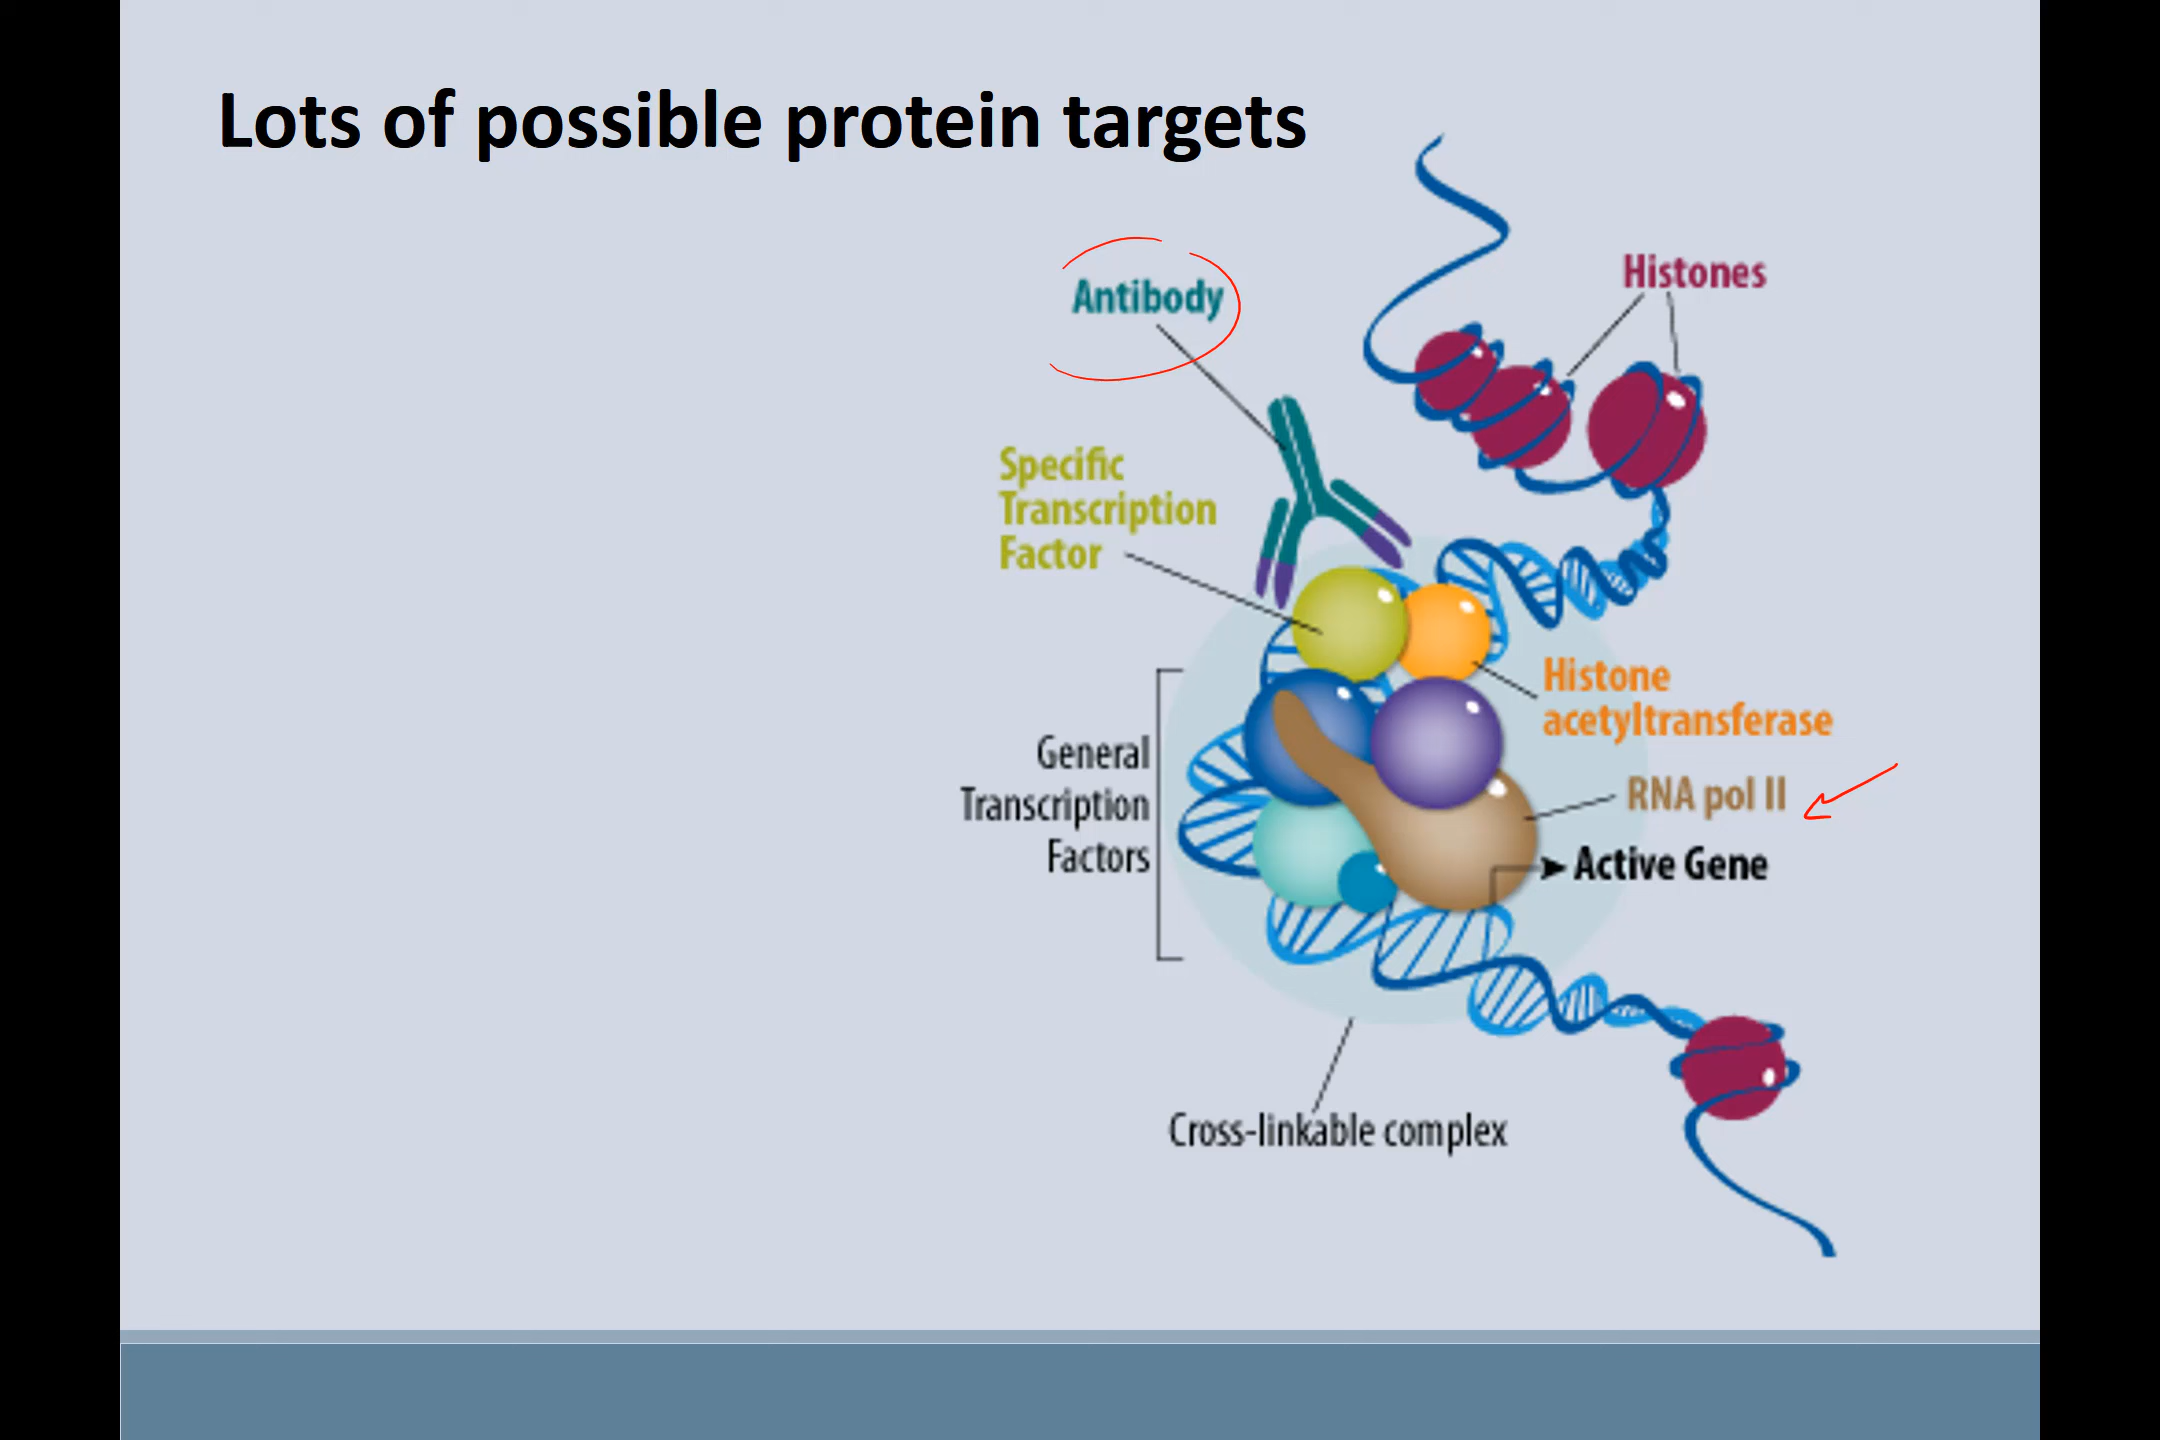 Lots of possible protein targets
Antibody
Histones
Specific
Transcription
Factor
Histone
acetyltransferase
General
Transcription
Factors
RNA pol II
Active Gene
Cross-linkable complex